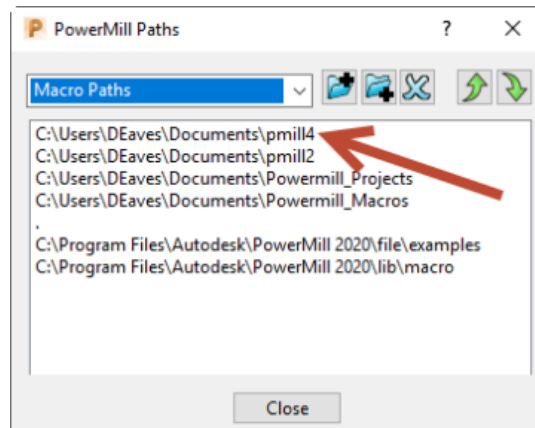 PowerMill Paths
Macro Paths
C:\Users\DEaves\Documents\pmill4
C:\Users\DEaves\Documents\pmill2
C:\Users\DEaves\Documents\Powermill_Projects
C:\Users\DEaves\Documents\Powermill_Macros
.
C:\Program Files\Autodesk\PowerMill 2020\file\examples
C:\Program Files\Autodesk\PowerMill 2020\lib\macro
Close